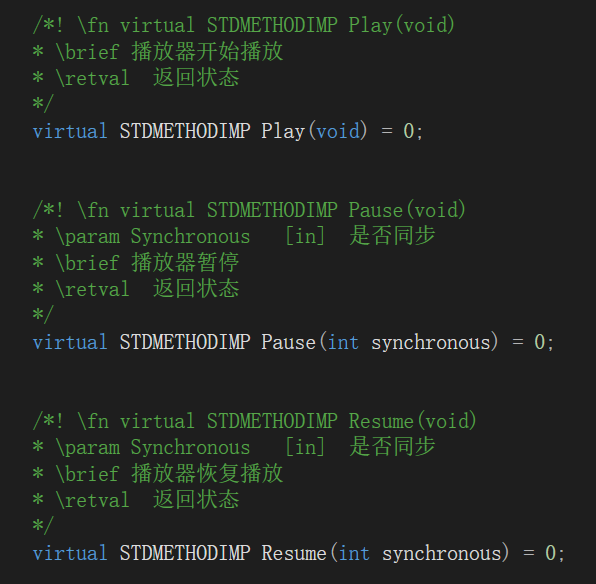 /*! \fn virtual STDMETHODIMP Play(void)
* \brief 播放器开始播放
* \retval  返回状态
*/
virtual STDMETHODIMP Play(void) = 0;
/*! \fn virtual STDMETHODIMP Pause(void)
* \param Synchronous   [in]  是否同步
* \brief 播放器暂停
* \retval  返回状态
*/
virtual STDMETHODIMP Pause(int synchronous) = 0;
/*! \fn virtual STDMETHODIMP Resume(void)
* \param Synchronous   [in]  是否同步
* \brief 播放器恢复播放
* \retval  返回状态
*/
virtual STDMETHODIMP Resume(int synchronous) = 0;